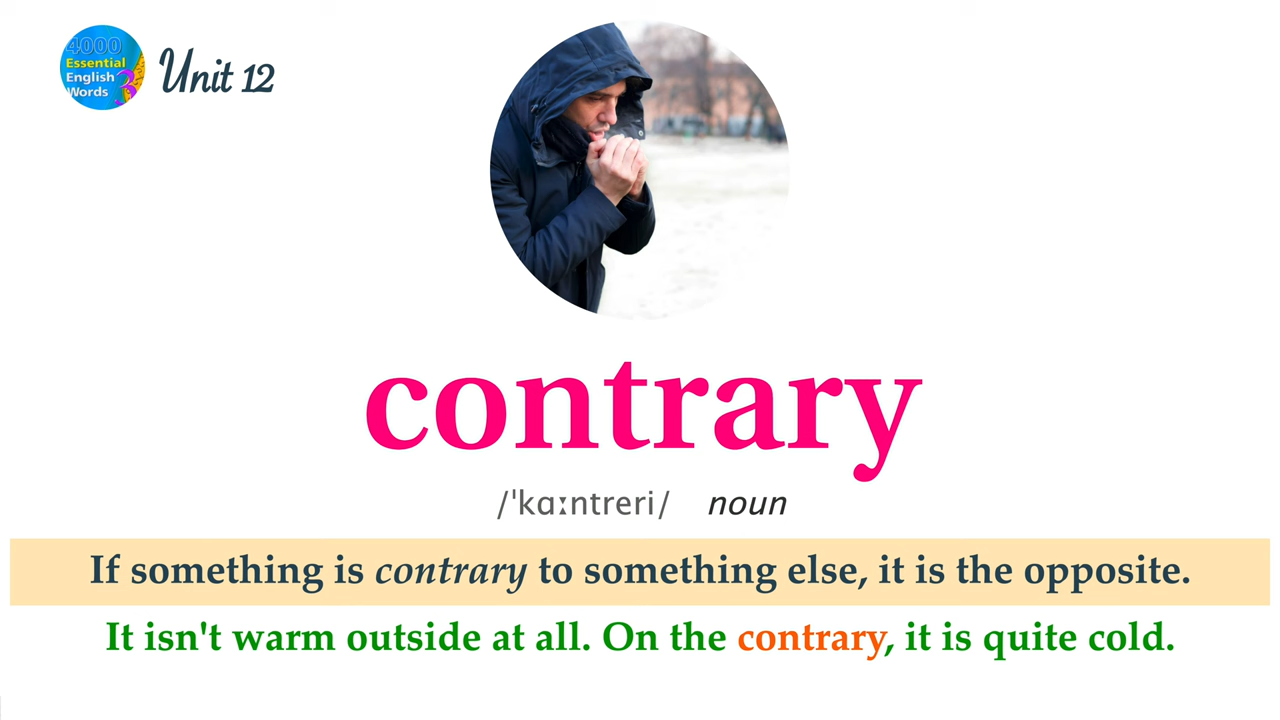 4000
Essential
English
Words 3
Unit 12
contrary
/ˈkɑːntreri/ noun
If something is contrary to something else, it is the opposite.
It isn't warm outside at all. On the contrary, it is quite cold.